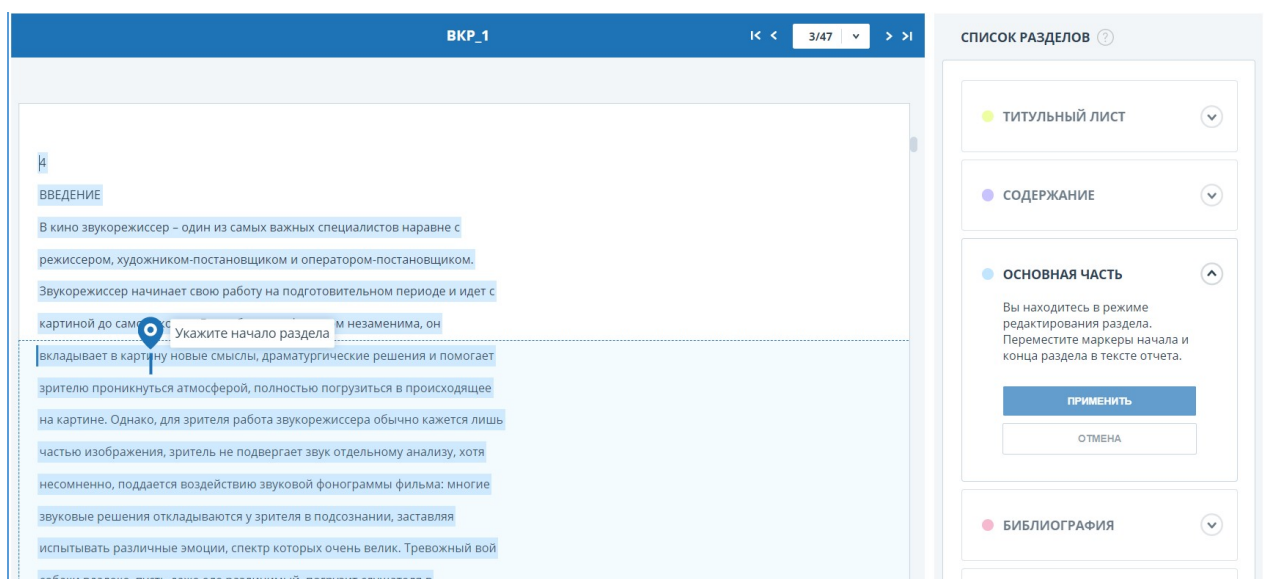 ВКР_1
3/47
СПИСОК РАЗДЕЛОВ ?
4
ВВЕДЕНИЕ
В кино звукорежиссер – один из самых важных специалистов наравне с
режиссером, художником-постановщиком и оператором-постановщиком.
Звукорежиссер начинает свою работу на подготовительном периоде и идет с
картиной до незаменима, он
Укажите начало раздела
вкладывает в картину новые смыслы, драматургические решения и помогает
зрителю проникнуться атмосферой, полностью погрузиться в происходящее
на картине. Однако, для зрителя работа звукорежиссера обычно кажется лишь
частью изображения, зритель не подвергает звук отдельному анализу, хотя
несомненно, поддается воздействию звуковой фонограммы фильма: многие
звуковые решения откладываются у зрителя в подсознании, заставляя
испытывать различные эмоции, спектр которых очень велик. Тревожный вой
ТИТУЛЬНЫЙ ЛИСТ
СОДЕРЖАНИЕ
ОСНОВНАЯ ЧАСТЬ
Вы находитесь в режиме
редактирования раздела.
Переместите маркеры начала и
конца раздела в тексте отчета.
ПРИМЕНИТЬ
ОТМЕНА
БИБЛИОГРАФИЯ